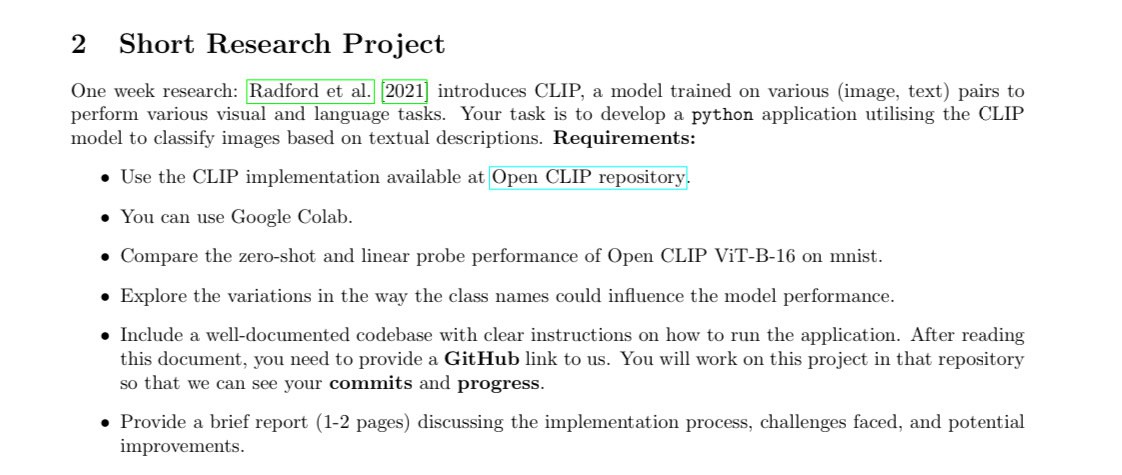 2 Short Research Project
One week research: Radford et al. [2021] introduces CLIP, a model trained on various (image, text) pairs to
perform various visual and language tasks. Your task is to develop a python application utilising the CLIP
model to classify images based on textual descriptions. Requirements:
• Use the CLIP implementation available at Open CLIP repository.
• You can use Google Colab.
• Compare the zero-shot and linear probe performance of Open CLIP ViT-B-16 on mnist.
• Explore the variations in the way the class names could influence the model performance.
• Include a well-documented codebase with clear instructions on how to run the application. After reading
this document, you need to provide a GitHub link to us. You will work on this project in that repository
so that we can see your commits and progress.
• Provide a brief report (1-2 pages) discussing the implementation process, challenges faced, and potential
improvements.